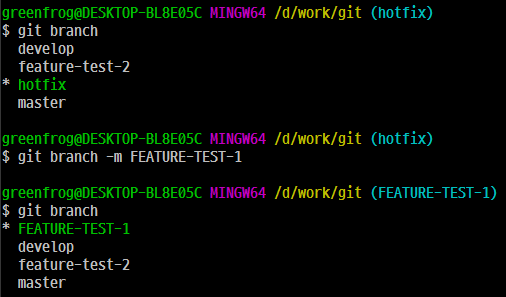 greenfrog@DESKTOP-BL8E05C MINGW64 /d/work/git (hotfix)
$ git branch
  develop
  feature-test-2
* hotfix
  master

greenfrog@DESKTOP-BL8E05C MINGW64 /d/work/git (hotfix)
$ git branch -m FEATURE-TEST-1

greenfrog@DESKTOP-BL8E05C MINGW64 /d/work/git (FEATURE-TEST-1)
$ git branch
* FEATURE-TEST-1
  develop
  feature-test-2
  master